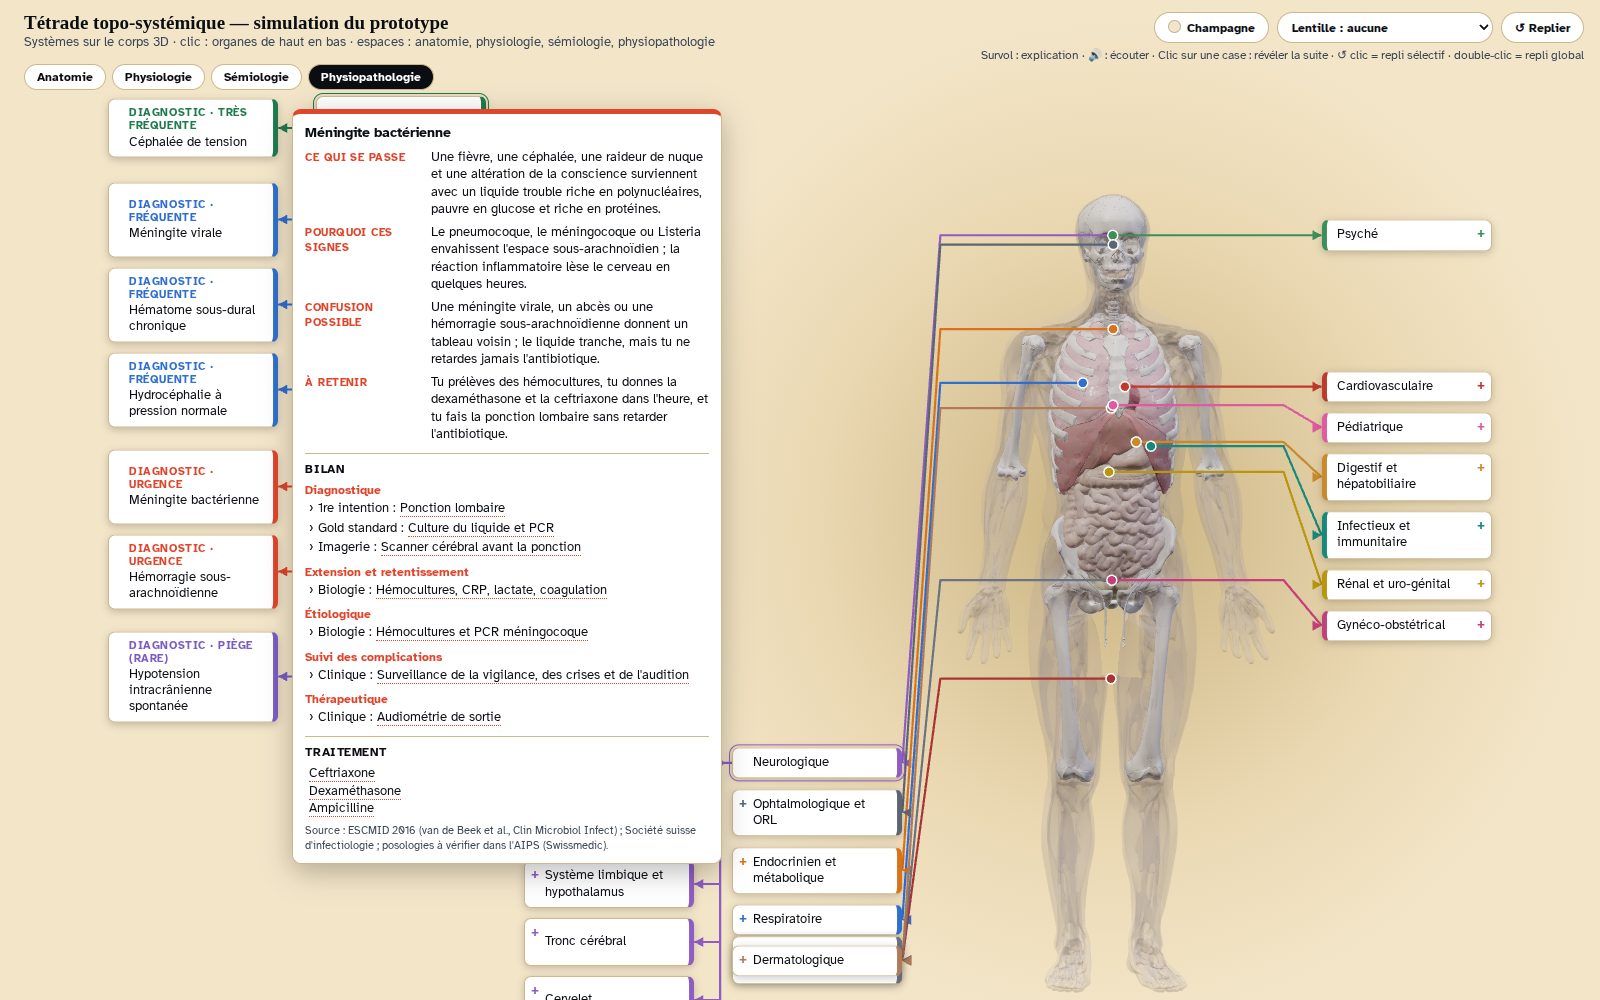 Tétrade topo-systémique — simulation du prototype
Systèmes sur le corps 3D · clic : organes de haut en bas · espaces : anatomie, physiologie, sémiologie, physiopathologie
Champagne
Lentille : aucune
↺ Replier
Survol : explication · 🔊 : écouter · Clic sur une case : révéler la suite · ↺ clic = repli sélectif · double-clic = repli global
Anatomie
Physiologie
Sémiologie
Physiopathologie
DIAGNOSTIC · TRÈS
FRÉQUENTE
Céphalée de tension
DIAGNOSTIC ·
FRÉQUENTE
Méningite virale
DIAGNOSTIC ·
FRÉQUENTE
Hématome sous-dural
chronique
DIAGNOSTIC ·
FRÉQUENTE
Hydrocéphalie à
pression normale
DIAGNOSTIC ·
URGENCE
Méningite bactérienne
DIAGNOSTIC ·
URGENCE
Hémorragie sous-
arachnoïdienne
DIAGNOSTIC · PIÈGE
(RARE)
Hypotension
intracrânienne
spontanée
Méningite bactérienne
CE QUI SE PASSE
Une fièvre, une céphalée, une raideur de nuque
et une altération de la conscience surviennent
avec un liquide trouble riche en polynucléaires,
pauvre en glucose et riche en protéines.
POURQUOI CES
SIGNES
Le pneumocoque, le méningocoque ou Listeria
envahissent l'espace sous-arachnoïdien ; la
réaction inflammatoire lèse le cerveau en
quelques heures.
CONFUSION
POSSIBLE
Une méningite virale, un abcès ou une
hémorragie sous-arachnoïdienne donnent un
tableau voisin ; le liquide tranche, mais tu ne
retardes jamais l'antibiotique.
À RETENIR
Tu prélèves des hémocultures, tu donnes la
dexaméthasone et la ceftriaxone dans l'heure, et
tu fais la ponction lombaire sans retarder
l'antibiotique.
BILAN
Diagnostique
› 1re intention : Ponction lombaire
› Gold standard : Culture du liquide et PCR
› Imagerie : Scanner cérébral avant la ponction
Extension et retentissement
› Biologie : Hémocultures, CRP, lactate, coagulation
Étiologique
› Biologie : Hémocultures et PCR méningocoque
Suivi des complications
› Clinique : Surveillance de la vigilance, des crises et de l'audition
Thérapeutique
› Clinique : Audiométrie de sortie
TRAITEMENT
Ceftriaxone
Dexaméthasone
Ampicilline
Source : ESCMID 2016 (van de Beek et al., Clin Microbiol Infect) ; Société suisse
d'infectiologie ; posologies à vérifier dans l'AIPS (Swissmedic).
+ Système limbique et
hypothalamus
+ Tronc cérébral
+ Cervelet
Neurologique
+ Ophtalmologique et
ORL
+ Endocrinien et
métabolique
+ Respiratoire
+ Dermatologique
Psyché +
Cardiovasculaire +
Pédiatrique +
Digestif et +
hépatobiliaire
Infectieux et +
immunitaire
Rénal et uro-génital +
Gynéco-obstétrical +